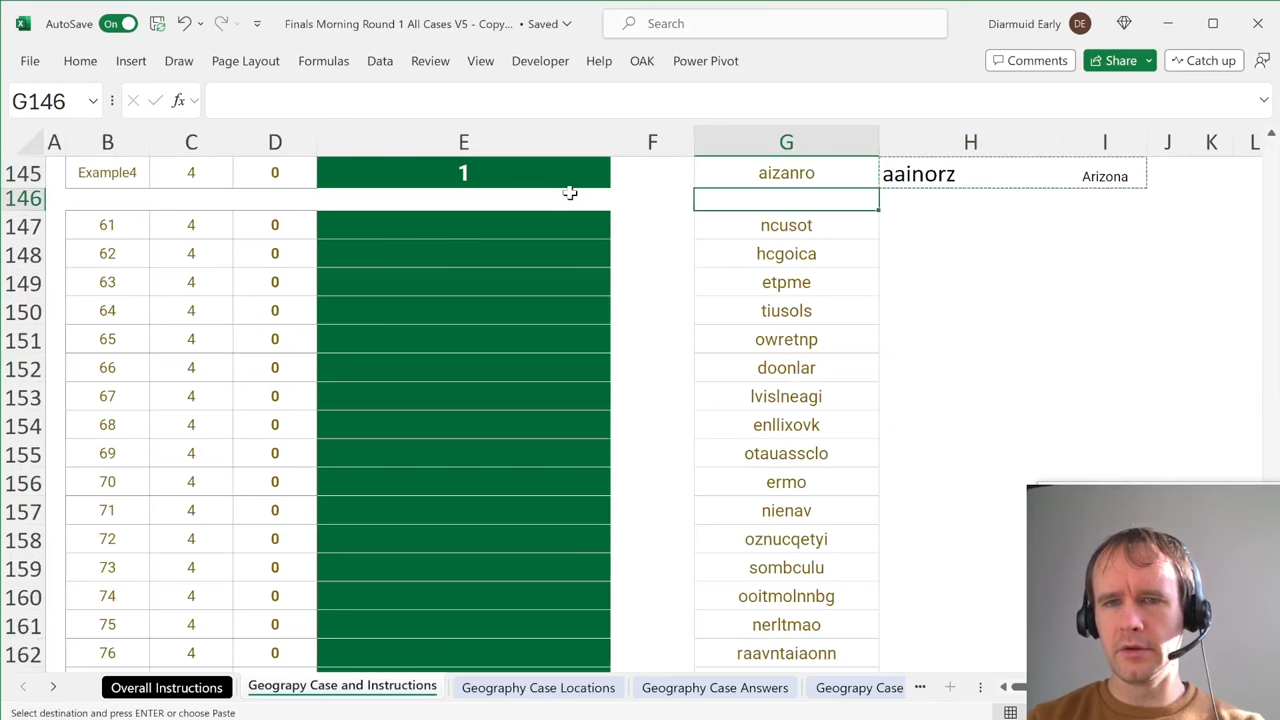 AutoSave On Finals Morning Round 1 All Cases V5 - Copy... • Saved Search Diarmuid Early DE
File Home Insert Draw Page Layout Formulas Data Review View Developer Help OAK Power Pivot Comments Share Catch up
G146 fx
A B C D E F G H I J K L
145 Example4 4 0 1 aizanro aainorz Arizona
146
147 61 4 0 ncusot
148 62 4 0 hcgoica
149 63 4 0 etpme
150 64 4 0 tiusols
151 65 4 0 owretnp
152 66 4 0 doonlar
153 67 4 0 lvislneagi
154 68 4 0 enllixovk
155 69 4 0 otauassclo
156 70 4 0 ermo
157 71 4 0 nienav
158 72 4 0 oznucqetyi
159 73 4 0 sombculu
160 74 4 0 ooitmolnnbg
161 75 4 0 nerltmao
162 76 4 0 raavntaiaonn
Overall Instructions Geograpy Case and Instructions Geography Case Locations Geography Case Answers Geograpy Case ...
Select destination and press ENTER or choose Paste